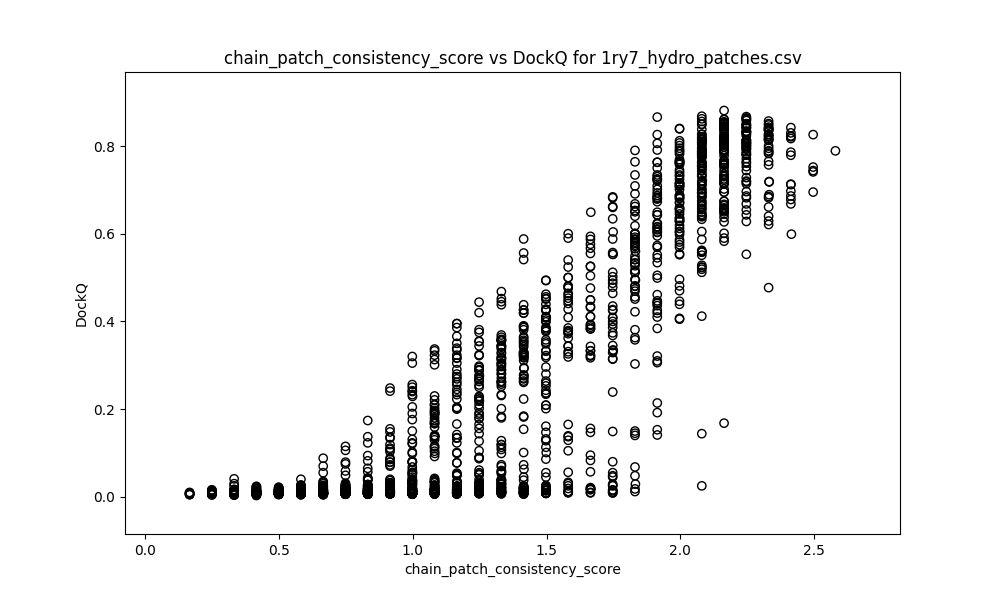 chain_patch_consistency_score vs DockQ for 1ry7_hydro_patches.csv
DockQ
0.8
0.6
0.4
0.2
0.0
0.0 0.5 1.0 1.5 2.0 2.5
chain_patch_consistency_score